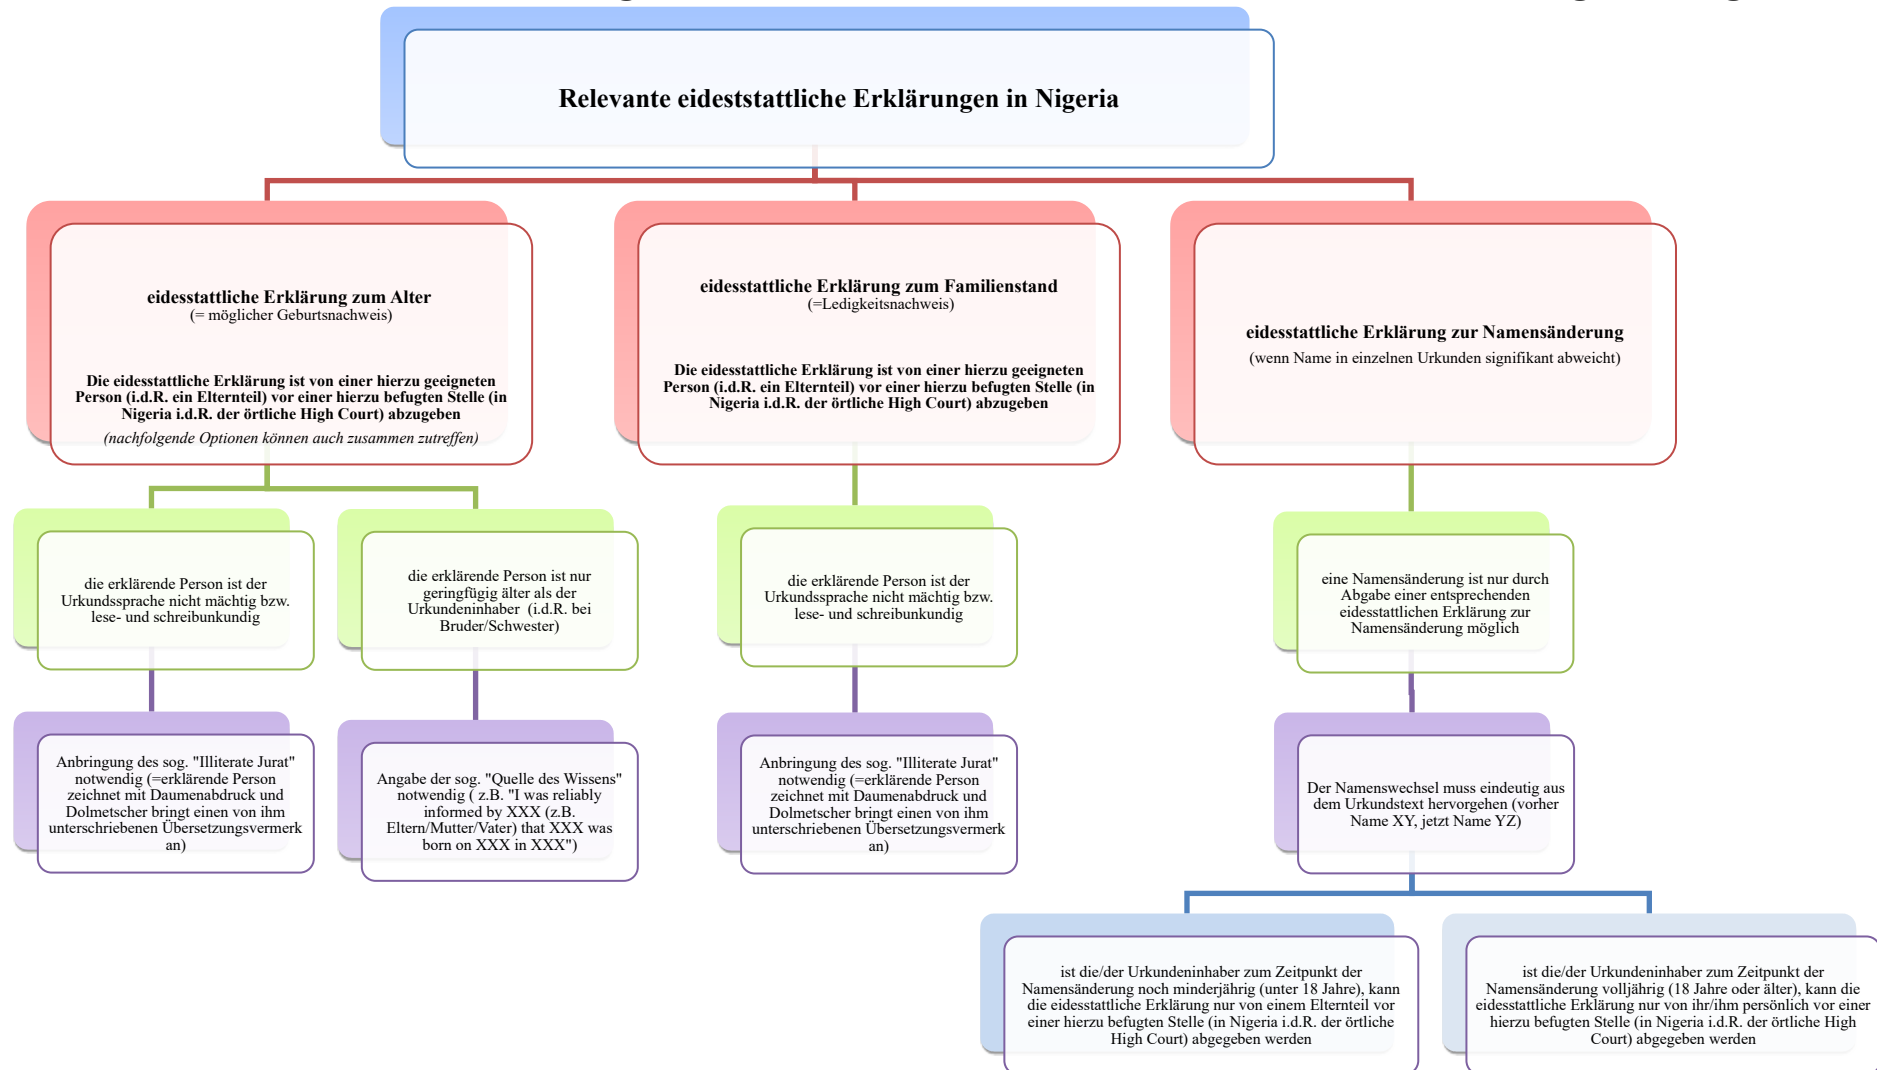 Relevante eideststattliche Erklärungen in Nigeria
eidesstattliche Erklärung zum Alter
(= möglicher Geburtsnachweis)
Die eidesstattliche Erklärung ist von einer hierzu geeigneten
Person (i.d.R. ein Elternteil) vor einer hierzu befugten Stelle (in
Nigeria i.d.R. der örtliche High Court) abzugeben
(nachfolgende Optionen können auch zusammen zutreffen)
eidesstattliche Erklärung zum Familienstand
(=Ledigkeitsnachweis)
Die eidesstattliche Erklärung ist von einer hierzu geeigneten
Person (i.d.R. ein Elternteil) vor einer hierzu befugten Stelle (in
Nigeria i.d.R. der örtliche High Court) abzugeben
eidesstattliche Erklärung zur Namensänderung
(wenn Name in einzelnen Urkunden signifikant abweicht)
die erklärende Person ist der
Urkundssprache nicht mächtig bzw.
lese- und schreibunkundig
die erklärende Person ist nur
geringfügig älter als der
Urkundeninhaber (i.d.R. bei
Bruder/Schwester)
die erklärende Person ist der
Urkundssprache nicht mächtig bzw.
lese- und schreibunkundig
eine Namensänderung ist nur durch
Abgabe einer entsprechenden
eidesstattlichen Erklärung zur
Namensänderung möglich
Anbringung des sog. "Illiterate Jurat"
notwendig (=erklärende Person
zeichnet mit Daumenabdruck und
Dolmetscher bringt einen von ihm
unterschriebenen Übersetzungsvermerk
an)
Angabe der sog. "Quelle des Wissens"
notwendig ( z.B. "I was reliably
informed by XXX (z.B.
Eltern/Mutter/Vater) that XXX was
born on XXX in XXX")
Anbringung des sog. "Illiterate Jurat"
notwendig (=erklärende Person
zeichnet mit Daumenabdruck und
Dolmetscher bringt einen von ihm
unterschriebenen Übersetzungsvermerk
an)
Der Namenswechsel muss eindeutig aus
dem Urkundstext hervorgehen (vorher
Name XY, jetzt Name YZ)
ist die/der Urkundeninhaber zum Zeitpunkt der
Namensänderung noch minderjährig (unter 18 Jahre), kann
die eidesstattliche Erklärung nur von einem Elternteil vor
einer hierzu befugten Stelle (in Nigeria i.d.R. der örtliche
High Court) abgegeben werden
ist die/der Urkundeninhaber zum Zeitpunkt der
Namensänderung volljährig (18 Jahre oder älter), kann die
eidesstattliche Erklärung nur von ihr/ihm persönlich vor einer
hierzu befugten Stelle (in Nigeria i.d.R. der örtliche High
Court) abgegeben werden